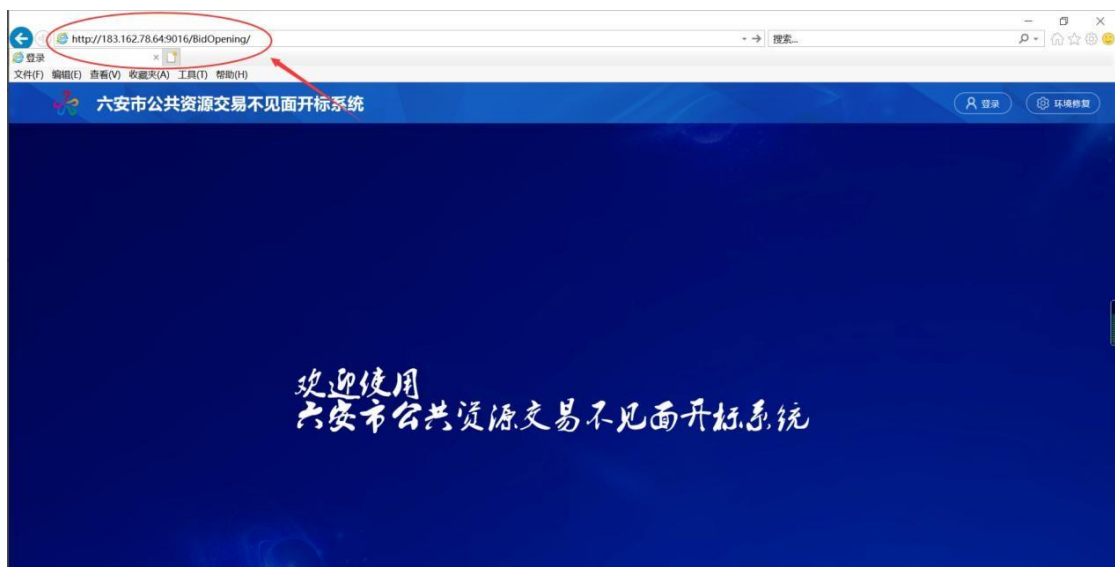 http://183.162.78.64:9016/BidOpening/
搜索...
登录
文件(F) 编辑(E) 查看(V) 收藏夹(A) 工具(T) 帮助(H)
六安市公共资源交易不见面开标系统
登录
环境修复
欢迎使用
六安市公共资源交易不见面开标系统